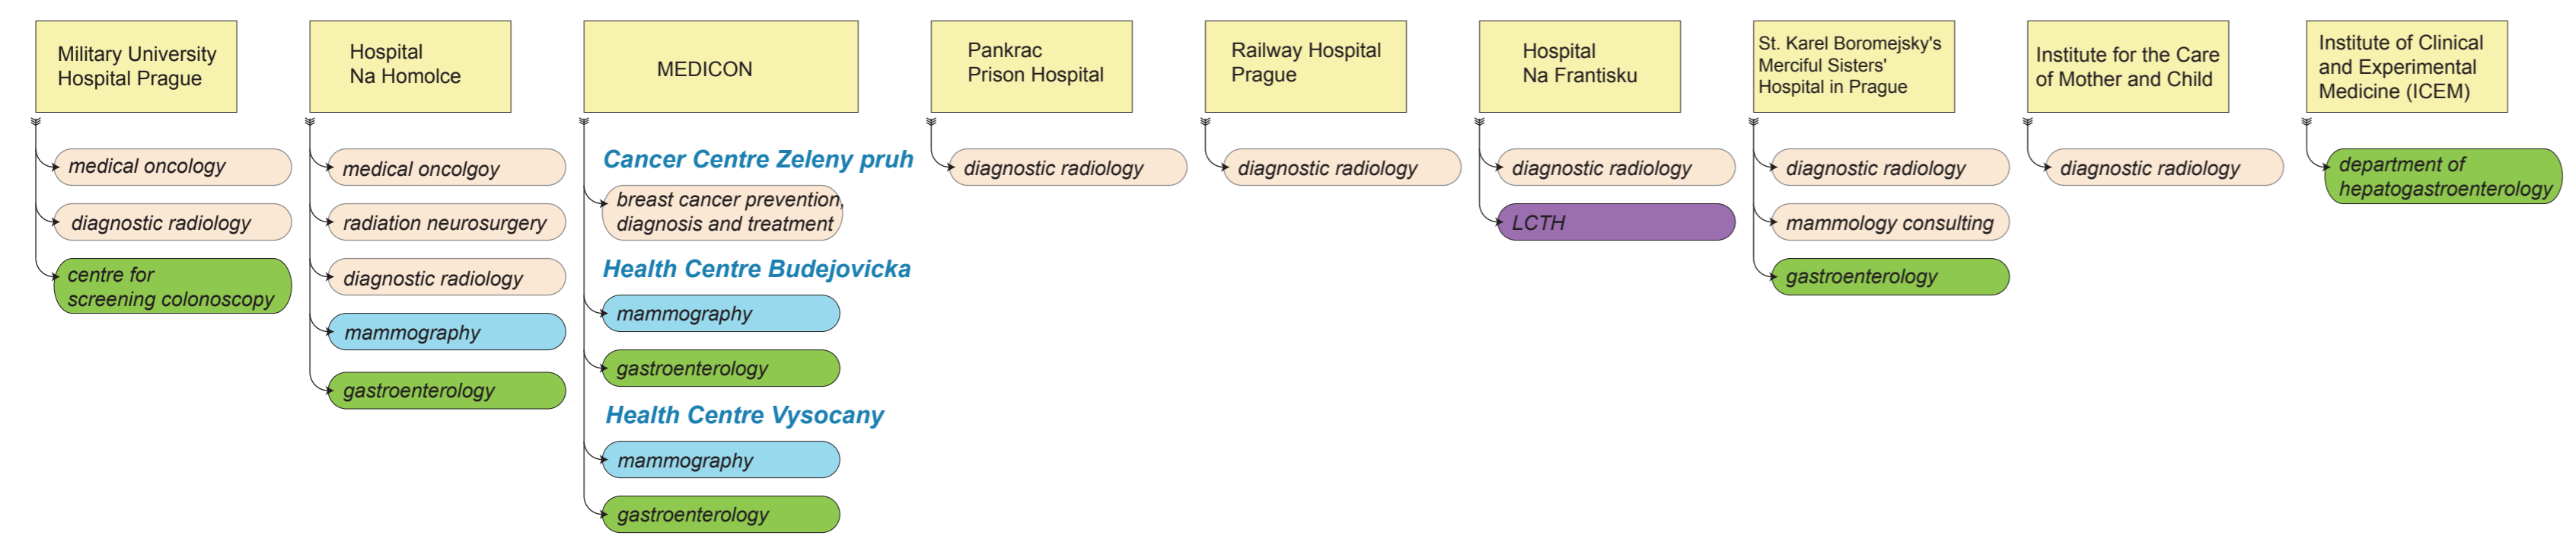 Military University
Hospital Prague
medical oncology
diagnostic radiology
centre for
screening colonoscopy
Hospital
Na Homolce
medical oncolgoy
radiation neurosurgery
diagnostic radiology
mammography
gastroenterology
MEDICON
Cancer Centre Zeleny pruh
breast cancer prevention,
diagnosis and treatment
Health Centre Budejovicka
mammography
gastroenterology
Health Centre Vysocany
mammography
gastroenterology
Pankrac
Prison Hospital
diagnostic radiology
Railway Hospital
Prague
diagnostic radiology
Hospital
Na Frantisku
diagnostic radiology
LCTH
St. Karel Boromejsky's
Merciful Sisters'
Hospital in Prague
diagnostic radiology
mammology consulting
gastroenterology
Institute for the Care
of Mother and Child
diagnostic radiology
Institute of Clinical
and Experimental
Medicine (ICEM)
department of
hepatogastroenterology